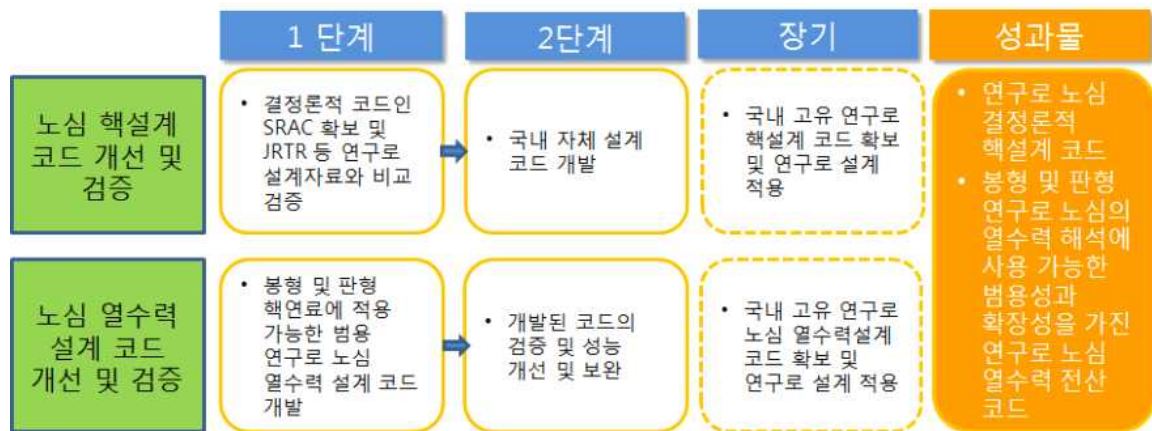 1 단계
2단계
장기
성과물
노심 핵설계
코드 개선 및
검증
• 결정론적 코드인
SRAC 확보 및
JRTR 등 연구로
설계자료와 비교
검증
• 국내 자체 설계
코드 개발
• 국내 고유 연구로
핵설계 코드 확보
및 연구로 설계
적용
노심 열수력
설계 코드
개선 및 검증
• 봉형 및 판형
핵연료에 적용
가능한 범용
연구로 노심
열수력 설계 코드
개발
• 개발된 코드의
검증 및 성능
개선 및 보완
• 국내 고유 연구로
노심 열수력설계
코드 확보 및
연구로 설계 적용
• 연구로 노심
결정론적
핵설계 코드
• 봉형 및 판형
연구로 노심의
열수력 해석에
사용 가능한
범용성과
확장성을 가진
연구로 노심
열수력 전산
코드